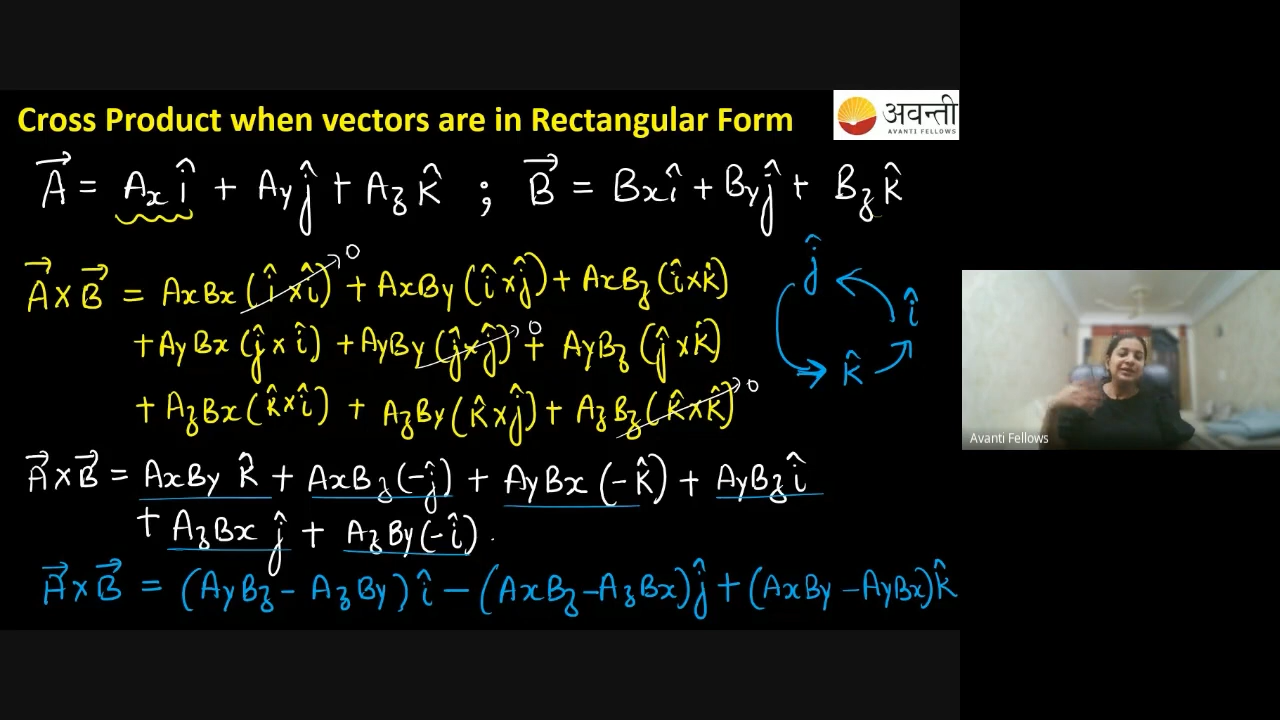 Cross Product when vectors are in Rectangular Form
अवन्ती
AVANTI FELLOWS
A⃗ = Ax î + Ay ĵ + Az k̂ ; B⃗ = Bx î + By ĵ + Bz k̂
A⃗ × B⃗ = AxBx (î × î) → 0 + AxBy (î × ĵ) + AxBz (î × k̂)
+ AyBx (ĵ × î) + AyBy (ĵ × ĵ) → 0 + AyBz (ĵ × k̂)
+ AzBx (k̂ × î) + AzBy (k̂ × ĵ) + AzBz (k̂ × k̂) → 0
ĵ
î
k̂
A⃗ × B⃗ = AxBy k̂ + AxBz (-ĵ) + AyBx (-k̂) + AyBz î
+ AzBx ĵ + AzBy (-î) .
A⃗ × B⃗ = (AyBz - AzBy) î - (AxBz - AzBx) ĵ + (AxBy - AyBx) k̂
Avanti Fellows